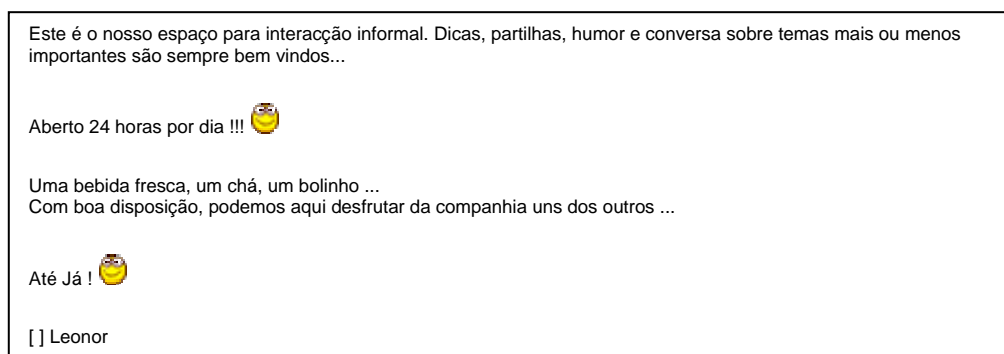 Este é o nosso espaço para interacção informal. Dicas, partilhas, humor e conversa sobre temas mais ou menos
importantes são sempre bem vindos...
Aberto 24 horas por dia !!!
Uma bebida fresca, um chá, um bolinho ...
Com boa disposição, podemos aqui desfrutar da companhia uns dos outros ...
Até Já !
[ ] Leonor